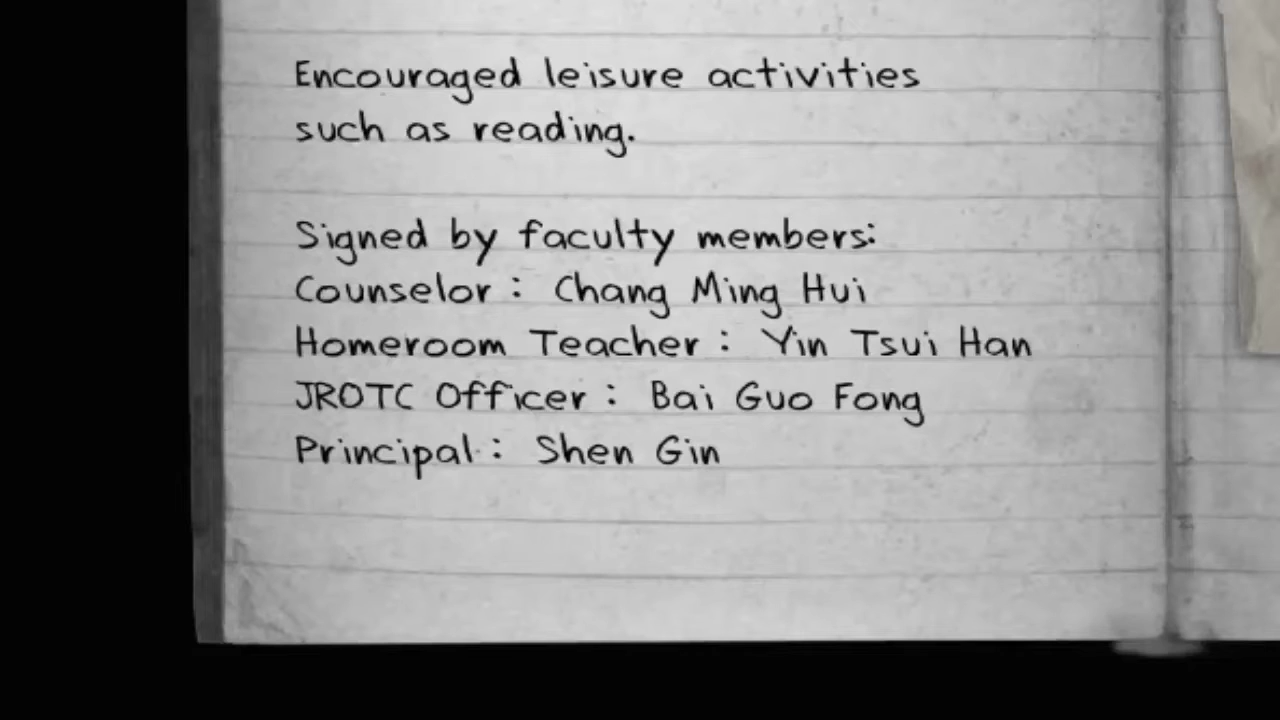 Encouraged leisure activities
such as reading.
Signed by faculty members:
Counselor : Chang Ming Hui
Homeroom Teacher : Yin Tsui Han
JROTC Officer : Bai Guo Fong
Principal : Shen Gin